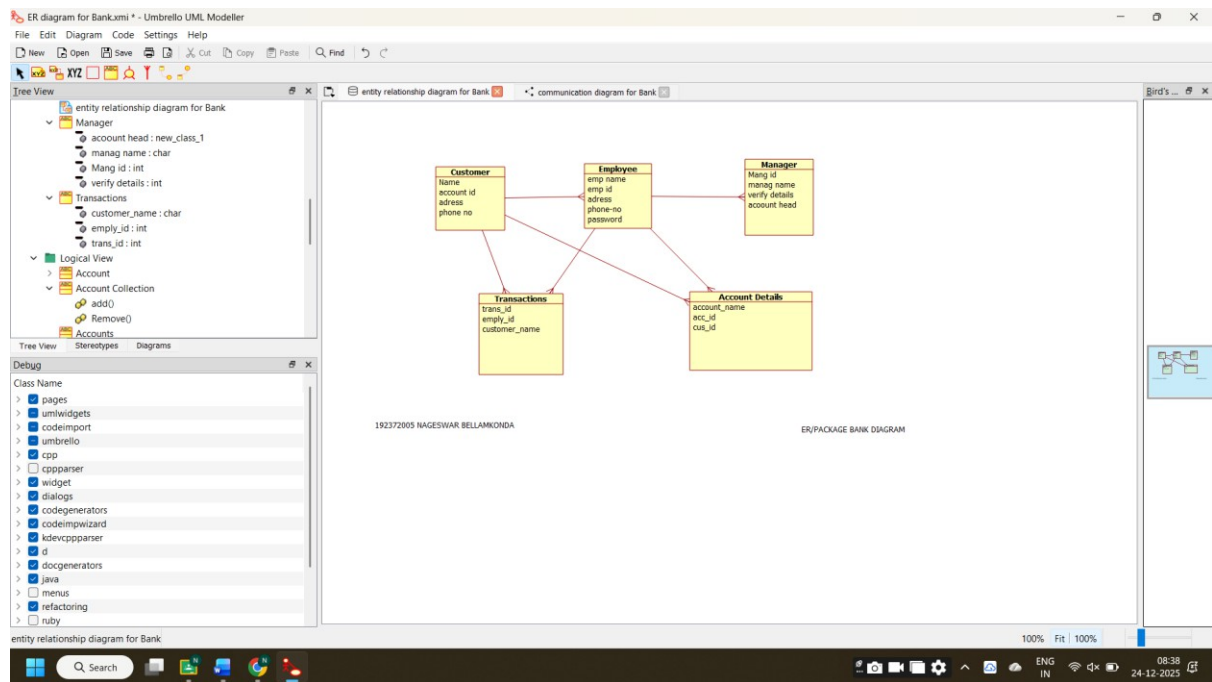 ER diagram for Bank.xmi * - Umbrello UML Modeller
File Edit Diagram Code Settings Help
New Open Save Cut Copy Paste Find
XYZ
Tree View
entity relationship diagram for Bank
communication diagram for Bank
Bird's ...
entity relationship diagram for Bank
Manager
acoount head : new_class_1
manag name : char
Mang id : int
verify details : int
Transactions
customer_name : char
emply_id : int
trans_id : int
Logical View
Account
Account Collection
add()
Remove()
Accounts
Tree View Stereotypes Diagrams
Debug
Class Name
pages
umlwidgets
codeimport
umbrello
cpp
cppparser
widget
dialogs
codegenerators
codeimpwizard
kdevcppparser
d
docgenerators
java
menus
refactoring
ruby
Customer
Name
account id
adress
phone no
Employee
emp name
emp id
adress
phone-no
password
Manager
Mang id
manag name
verify details
acoount head
Transactions
trans_id
emply_id
customer_name
Account Details
account_name
acc_id
cus_id
192372005 NAGESWAR BELLAMKONDA
ER/PACKAGE BANK DIAGRAM
entity relationship diagram for Bank
100% Fit 100%
Search
ENG
IN
08:38
24-12-2025